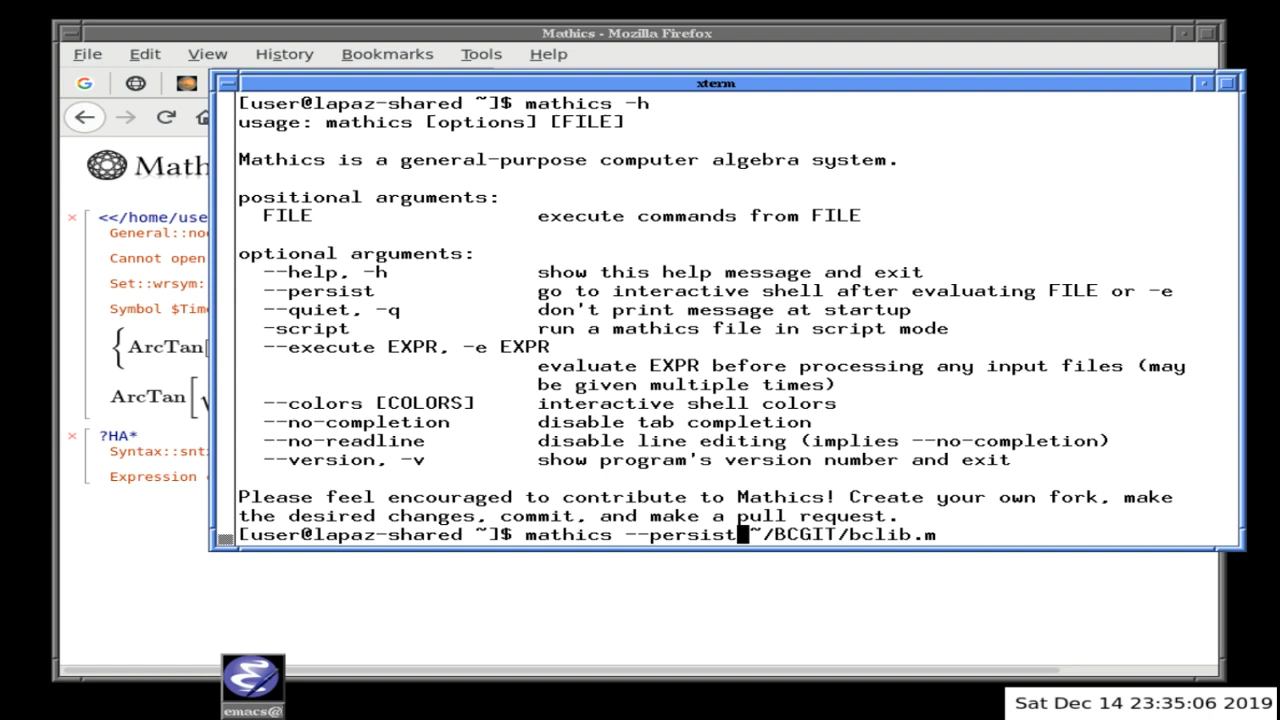 Mathics - Mozilla Firefox
File Edit View History Bookmarks Tools Help
xterm
[user@lapaz-shared ~]$ mathics -h
usage: mathics [options] [FILE]
Mathics is a general-purpose computer algebra system.
positional arguments:
FILE execute commands from FILE
optional arguments:
--help, -h show this help message and exit
--persist go to interactive shell after evaluating FILE or -e
--quiet, -q don't print message at startup
-script run a mathics file in script mode
--execute EXPR, -e EXPR
evaluate EXPR before processing any input files (may
be given multiple times)
--colors [COLORS] interactive shell colors
--no-completion disable tab completion
--no-readline disable line editing (implies --no-completion)
--version, -v show program's version number and exit
Please feel encouraged to contribute to Mathics! Create your own fork, make
the desired changes, commit, and make a pull request.
[user@lapaz-shared ~]$ mathics --persist ~/BCGIT/bclib.m
Math
<</home/use
General::no
Cannot open
Set::wrsym:
Symbol $Tim
{ArcTan[
ArcTan[√
?HA*
Syntax::snt
Expression
emacs@
Sat Dec 14 23:35:06 2019